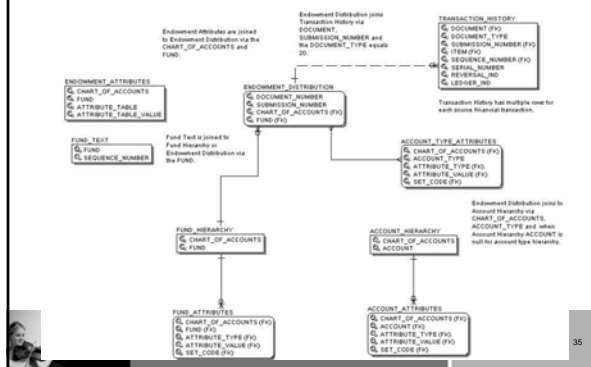 Endowment Attributes are joined
to Endowment Distribution via the
CHART_OF_ACCOUNTS and
FUND.
Endowment Distribution joins
Transaction History via
DOCUMENT,
SUBMISSION_NUMBER and
the DOCUMENT_TYPE equals
20.
TRANSACTION_HISTORY
DOCUMENT (FK)
DOCUMENT_TYPE
SUBMISSION_NUMBER (FK)
ITEM (FK)
SEQUENCE_NUMBER (FK)
SERIAL_NUMBER
REVERSAL_IND
LEDGER_IND
Transaction History has multiple rows for
each source financial transaction.
ENDOWMENT_ATTRIBUTES
CHART_OF_ACCOUNTS
FUND
ATTRIBUTE_TABLE
ATTRIBUTE_TABLE_VALUE
ENDOWMENT_DISTRIBUTION
DOCUMENT_NUMBER
SUBMISSION_NUMBER
CHART_OF_ACCOUNTS (FK)
FUND (FK)
FUND_TEXT
FUND
SEQUENCE_NUMBER
Fund Text is joined to
Fund Hierarchy or
Endowment Distribution via
the FUND.
ACCOUNT_TYPE_ATTRIBUTES
CHART_OF_ACCOUNTS (FK)
ACCOUNT_TYPE
ATTRIBUTE_TYPE (FK)
ATTRIBUTE_VALUE (FK)
SET_CODE (FK)
Endowment Distribution joins to
Account Hierarchy via
CHART_OF_ACCOUNTS,
ACCOUNT_TYPE and when
Account Hierarchy ACCOUNT is
null for account type hierarchy.
FUND_HIERARCHY
CHART_OF_ACCOUNTS
FUND
ACCOUNT_HIERARCHY
CHART_OF_ACCOUNTS
ACCOUNT
FUND_ATTRIBUTES
CHART_OF_ACCOUNTS (FK)
FUND (FK)
ATTRIBUTE_TYPE (FK)
ATTRIBUTE_VALUE (FK)
SET_CODE (FK)
ACCOUNT_ATTRIBUTES
CHART_OF_ACCOUNTS (FK)
ACCOUNT (FK)
ATTRIBUTE_TYPE (FK)
ATTRIBUTE_VALUE (FK)
SET_CODE (FK)
35